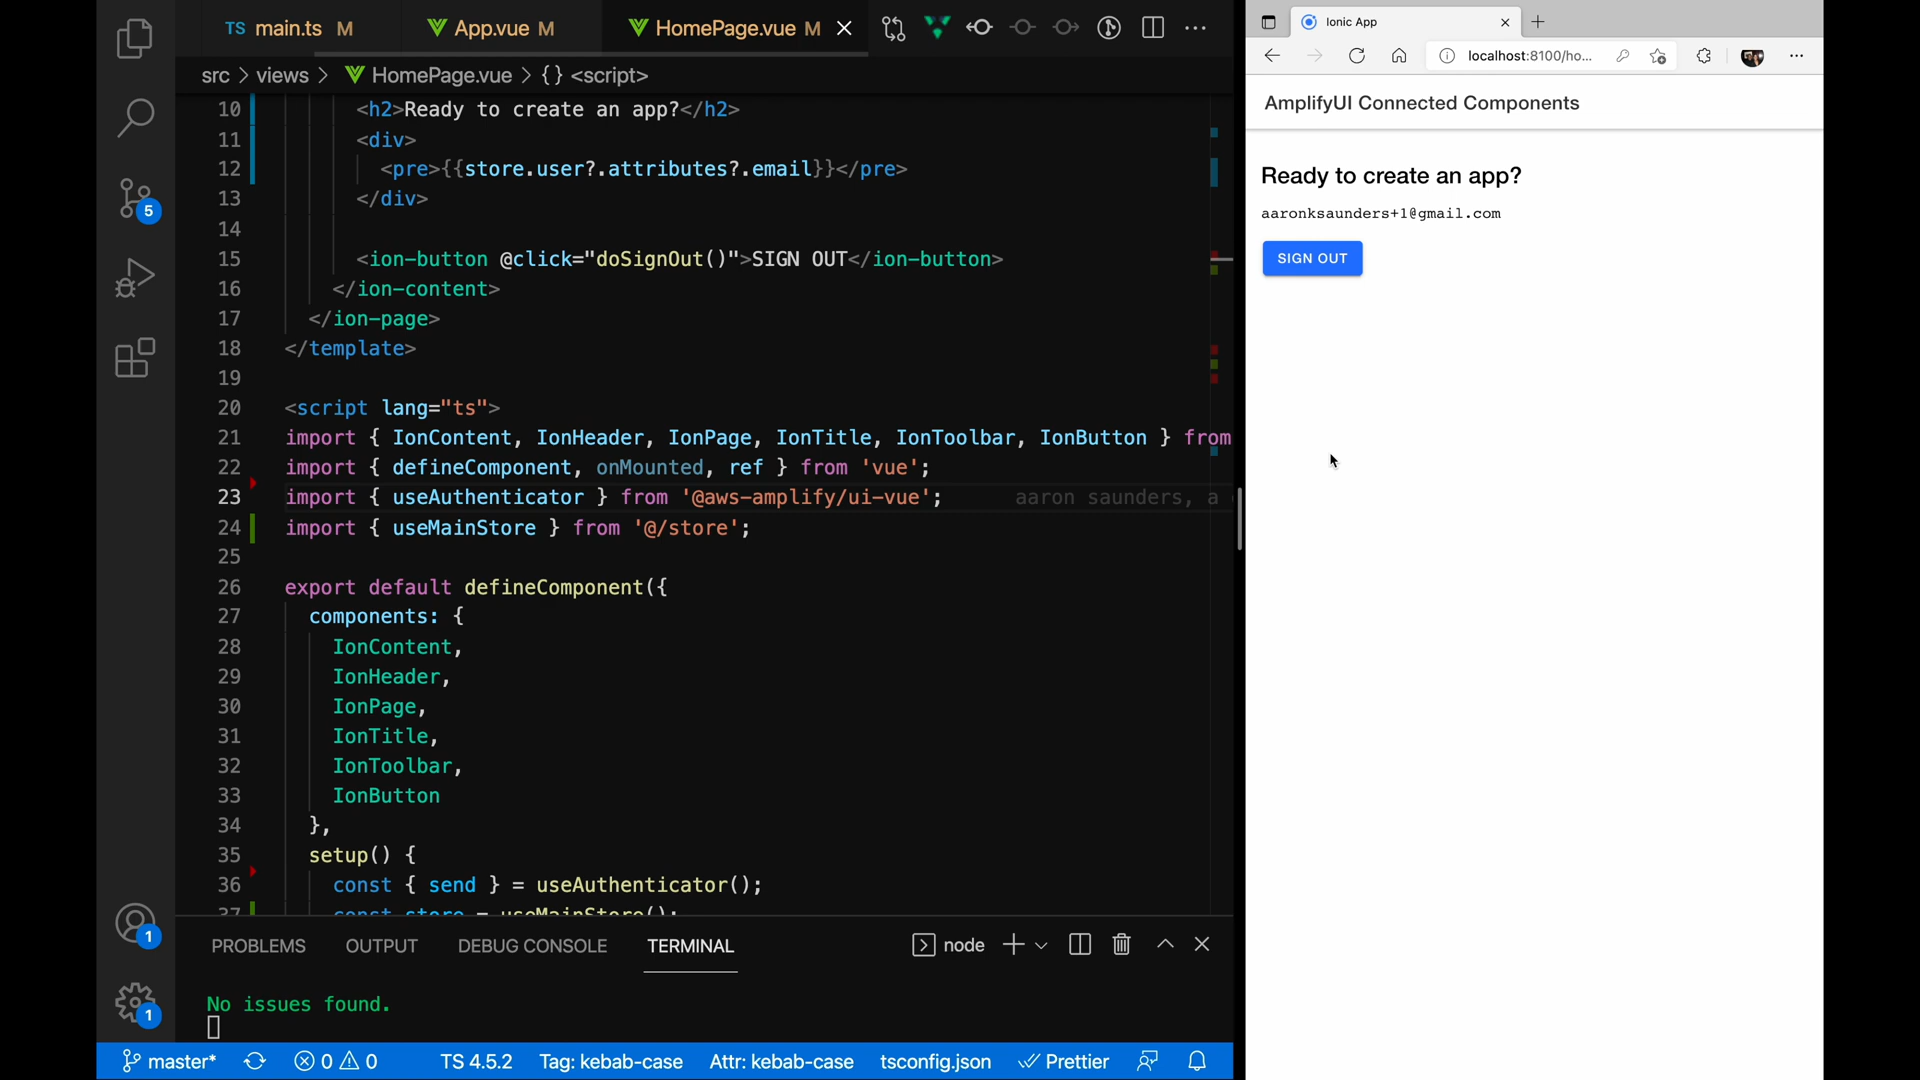 TS main.ts M
App.vue M
HomePage.vue M
src > views > HomePage.vue > {} <script>
10 <h2>Ready to create an app?</h2>
11 <div>
12 <pre>{{store.user?.attributes?.email}}</pre>
13 </div>
14
15 <ion-button @click="doSignOut()">SIGN OUT</ion-button>
16 </ion-content>
17 </ion-page>
18 </template>
19
20 <script lang="ts">
21 import { IonContent, IonHeader, IonPage, IonTitle, IonToolbar, IonButton } from
22 import { defineComponent, onMounted, ref } from 'vue';
23 import { useAuthenticator } from '@aws-amplify/ui-vue'; aaron saunders, a
24 import { useMainStore } from '@/store';
25
26 export default defineComponent({
27 components: {
28 IonContent,
29 IonHeader,
30 IonPage,
31 IonTitle,
32 IonToolbar,
33 IonButton
34 },
35 setup() {
36 const { send } = useAuthenticator();
37 const store = useMainStore();
5
1
1
PROBLEMS OUTPUT DEBUG CONSOLE TERMINAL node
No issues found.
master* 0 0 TS 4.5.2 Tag: kebab-case Attr: kebab-case tsconfig.json Prettier
Ionic App
localhost:8100/ho...
AmplifyUI Connected Components
Ready to create an app?
aaronksaunders+1@gmail.com
SIGN OUT